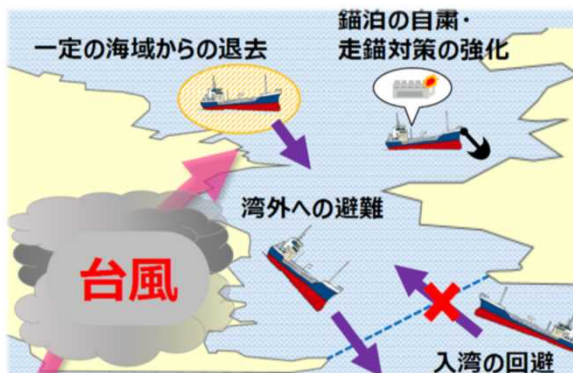 一定の海域からの退去
錨泊の自粛・
走錨対策の強化
湾外への避難
台風
入湾の回避